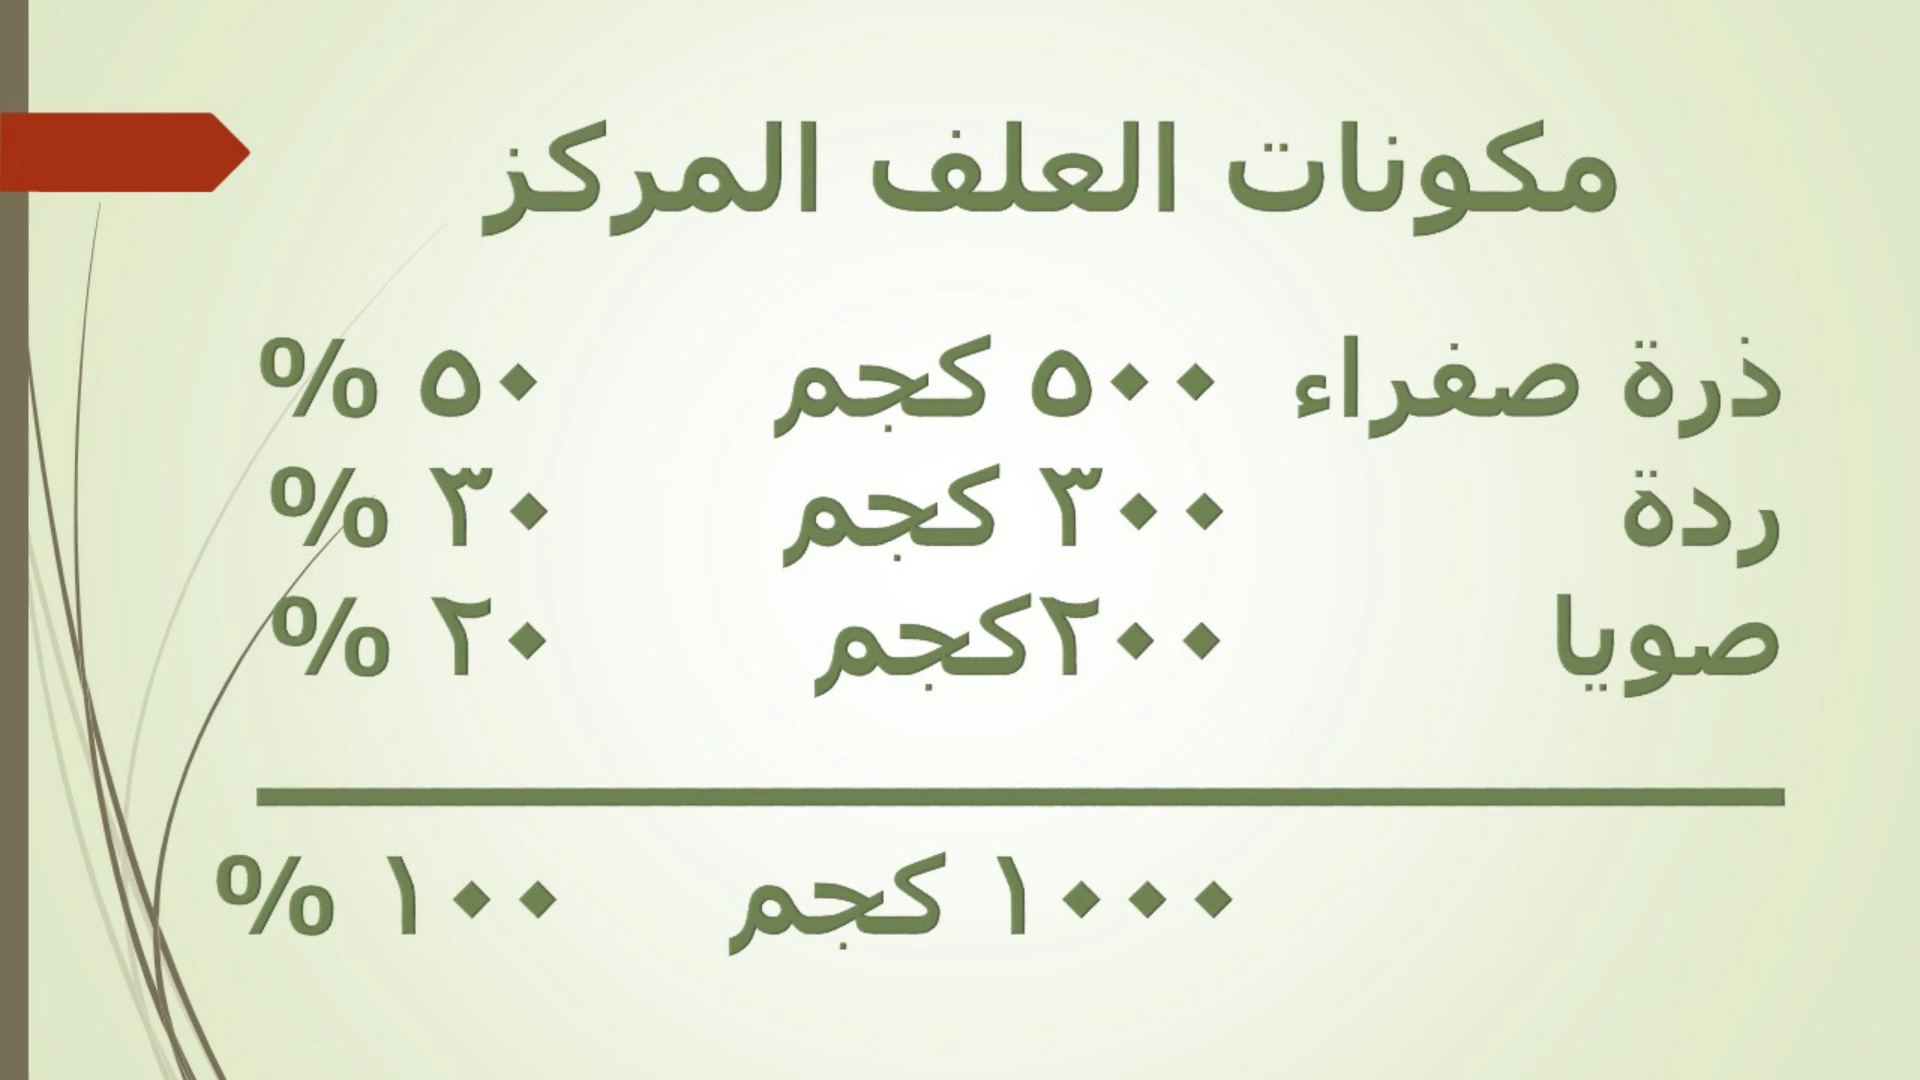 مكونات العلف المركز
ذرة صفراء ٥٠٠ كجم ٥٠ %
ردة ٣٠٠ كجم ٣٠ %
صويا ٢٠٠كجم ٢٠ %
١٠٠٠ كجم ١٠٠ %